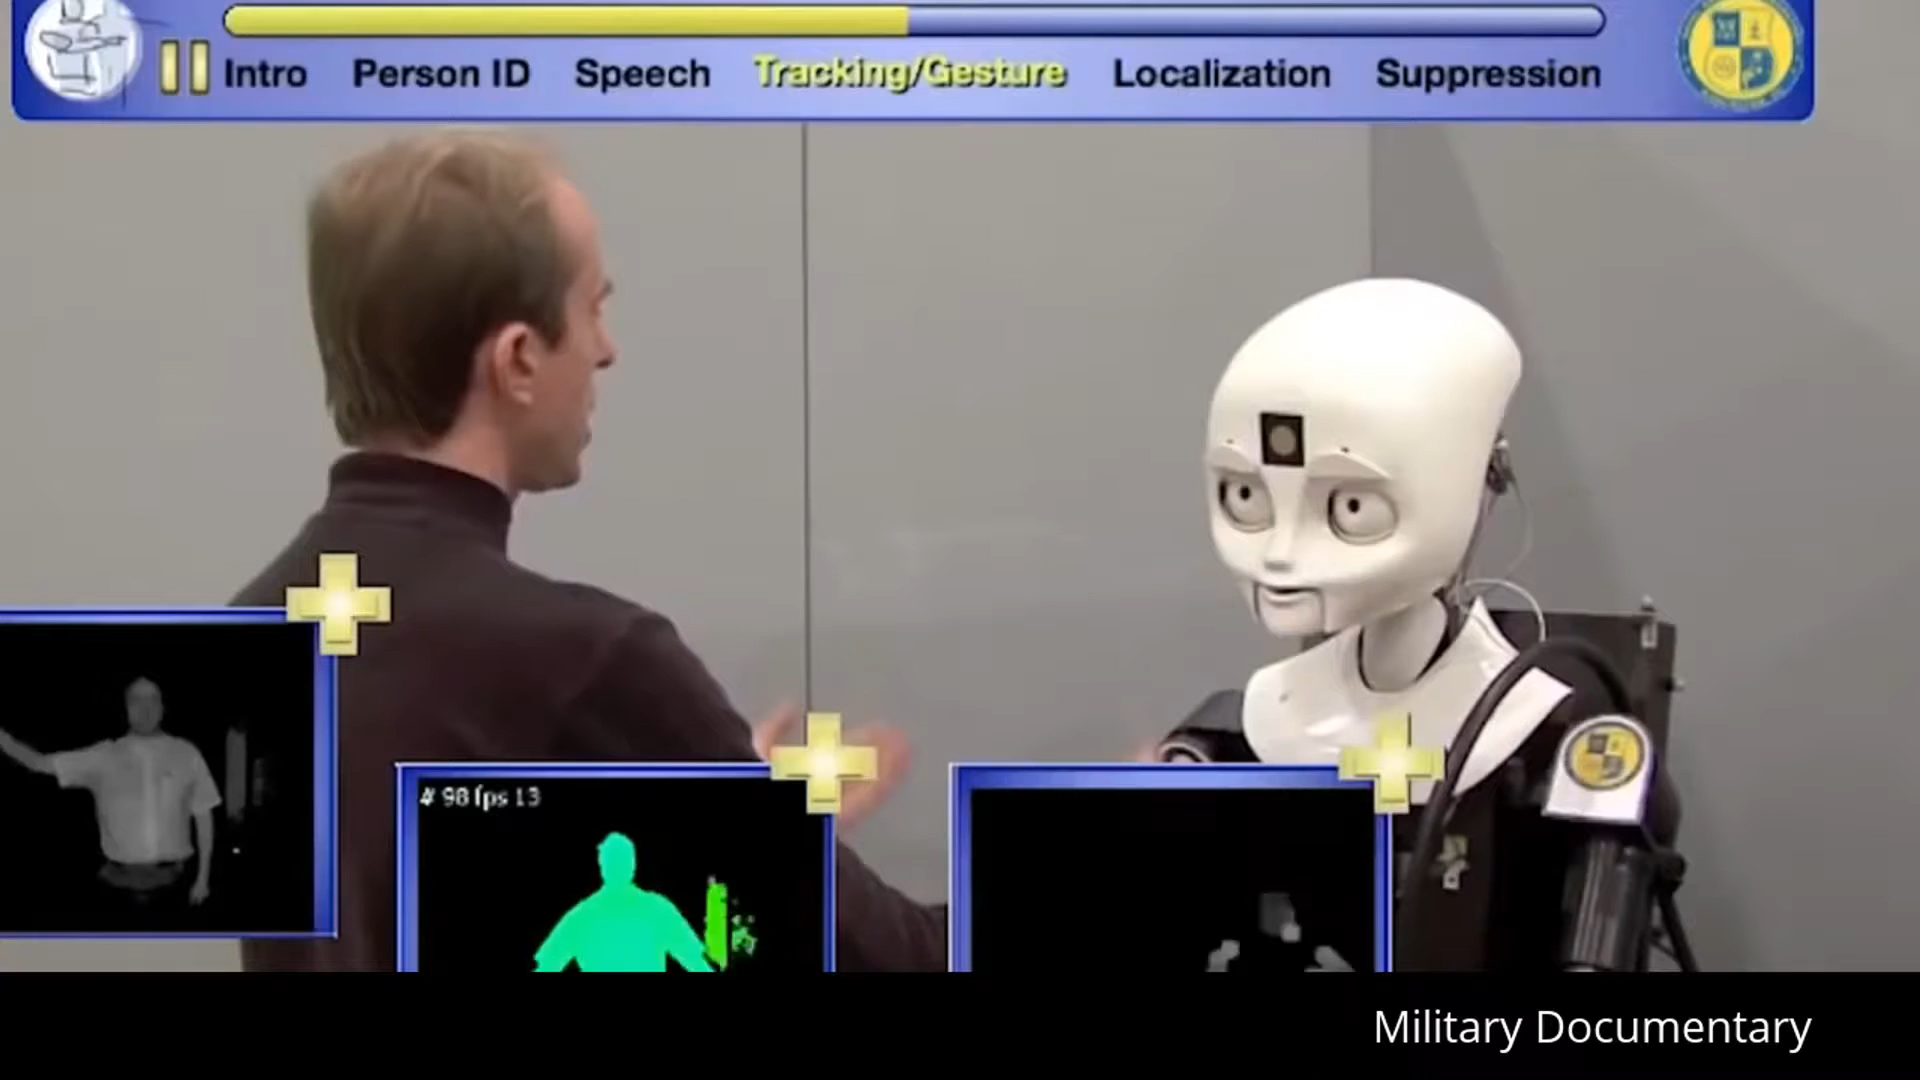 Intro Person ID Speech Tracking/Gesture Localization Suppression
# 98 fps 13
Military Documentary